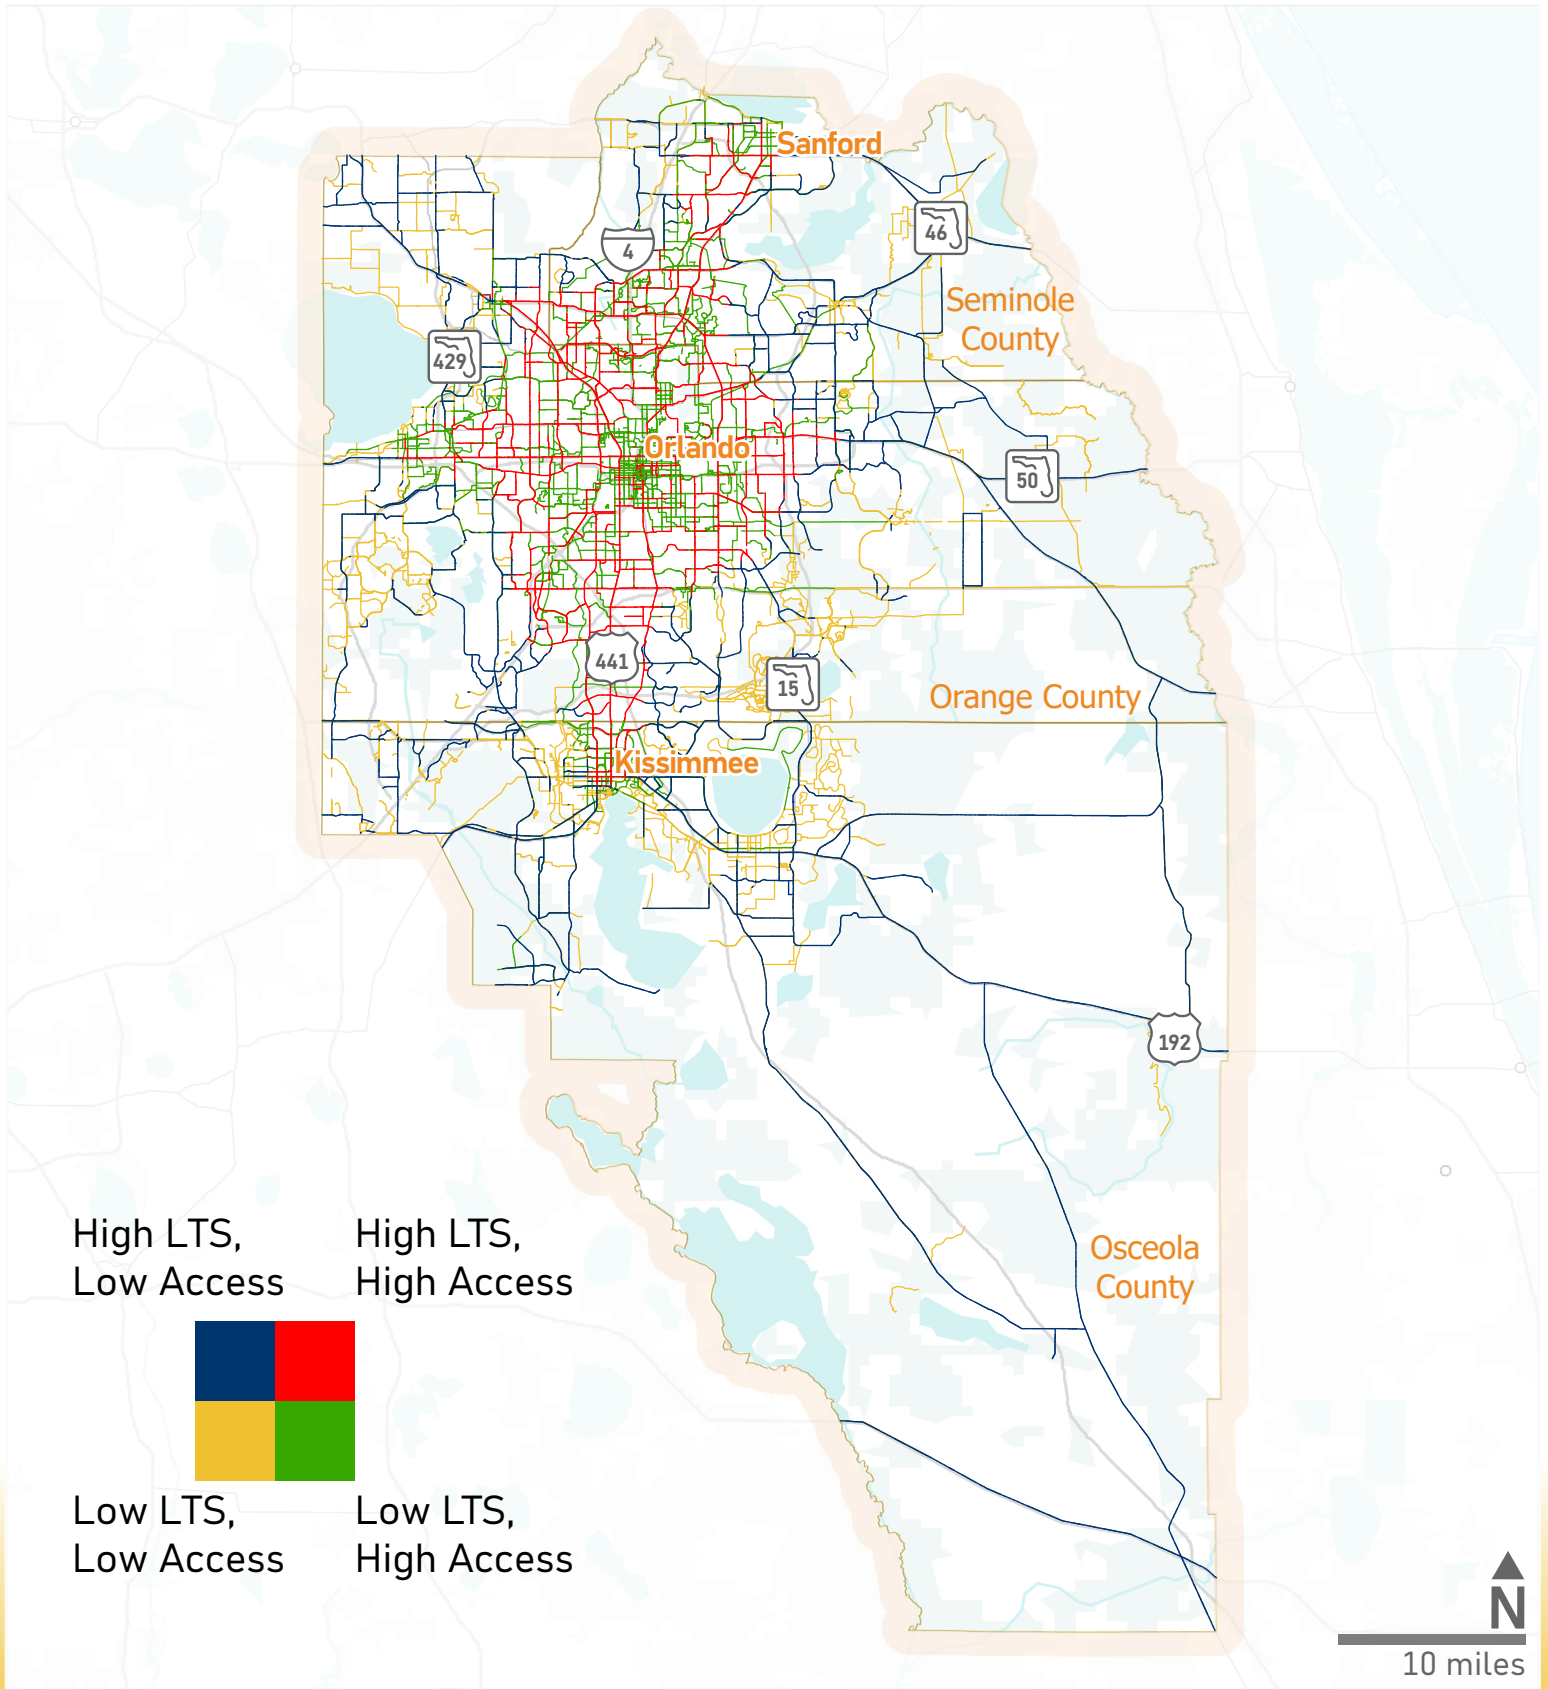 Sanford
46
4
Seminole
County
429
Orlando
50
441
15
Orange County
Kissimmee
192
High LTS,
Low Access
High LTS,
High Access
Osceola
County
Low LTS,
Low Access
Low LTS,
High Access
N
10 miles